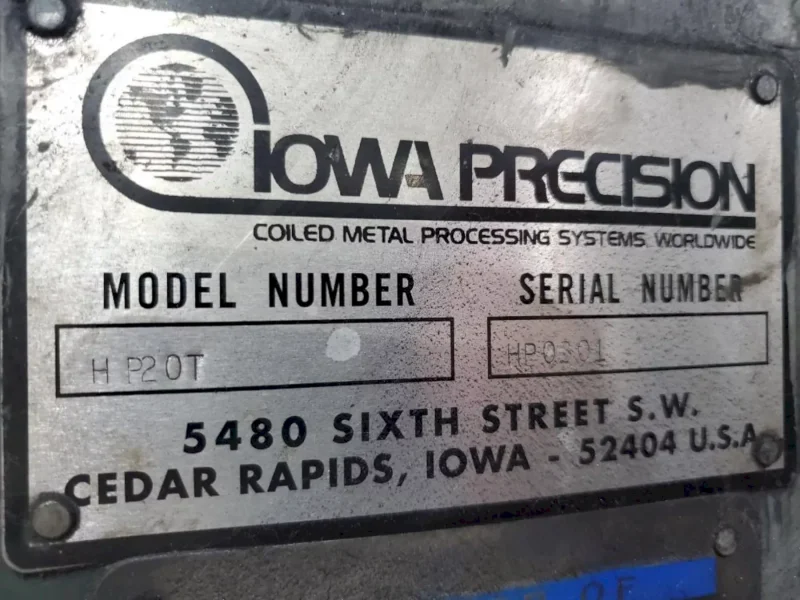 IOWA PRECISION
COILED METAL PROCESSING SYSTEMS WORLDWIDE
MODEL NUMBER SERIAL NUMBER
HP20T HP0301
5480 SIXTH STREET S.W.
CEDAR RAPIDS, IOWA - 52404 U.S.A